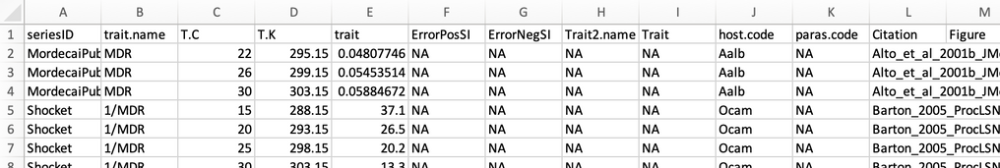 A B C D E F G H I J K L M
1 seriesID trait.name T.C T.K trait ErrorPosSI ErrorNegSI Trait2.name Trait host.code paras.code Citation Figure
2 MordecaiPub MDR 22 295.15 0.04807746 NA NA NA NA Aalb NA Alto_et_al_2001b_JMe
3 MordecaiPub MDR 26 299.15 0.05453514 NA NA NA NA Aalb NA Alto_et_al_2001b_JMe
4 MordecaiPub MDR 30 303.15 0.05884672 NA NA NA NA Aalb NA Alto_et_al_2001b_JMe
5 Shocket 1/MDR 15 288.15 37.1 NA NA NA NA Ocam NA Barton_2005_ProcLSN
6 Shocket 1/MDR 20 293.15 26.5 NA NA NA NA Ocam NA Barton_2005_ProcLSN
7 Shocket 1/MDR 25 298.15 20.2 NA NA NA NA Ocam NA Barton_2005_ProcLSN
8 Shocket 1/MDR 30 303.15 13.3 NA NA NA NA Ocam NA Barton_2005_ProcLSN